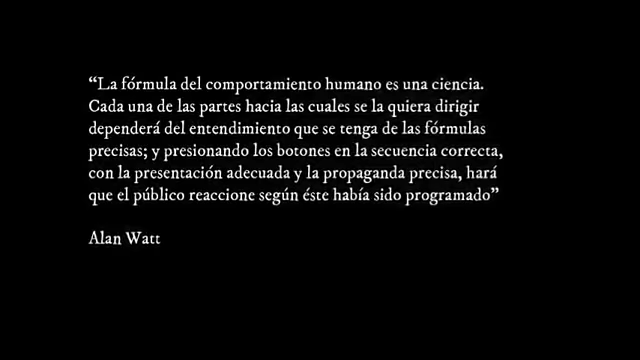 “La fórmula del comportamiento humano es una ciencia.
Cada una de las partes hacia las cuales se la quiera dirigir
dependerá del entendimiento que se tenga de las fórmulas
precisas; y presionando los botones en la secuencia correcta,
con la presentación adecuada y la propaganda precisa, hará
que el público reaccione según éste había sido programado”
Alan Watt